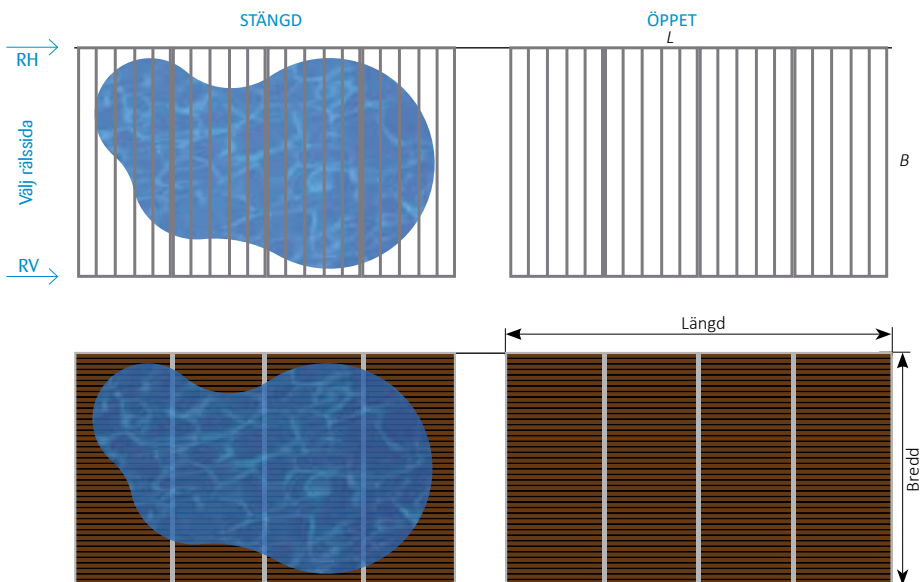 STÄNGD
ÖPPET
L
RH
Välj rälssida
B
RV
Längd
Bredd